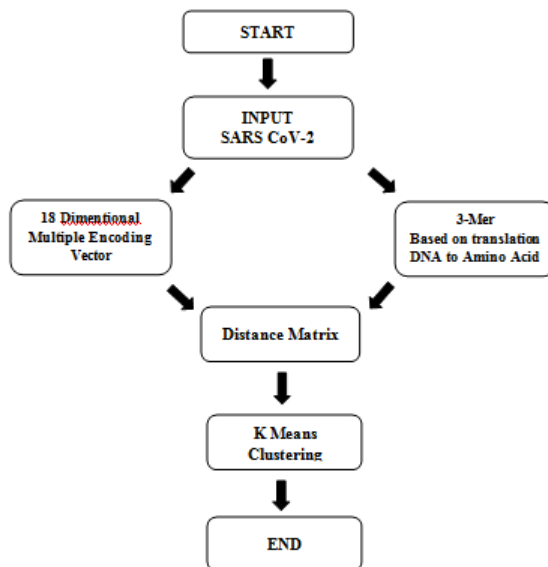 START
INPUT
SARS CoV-2
18 Dimentional
Multiple Encoding
Vector
3-Mer
Based on translation
DNA to Amino Acid
Distance Matrix
K Means
Clustering
END